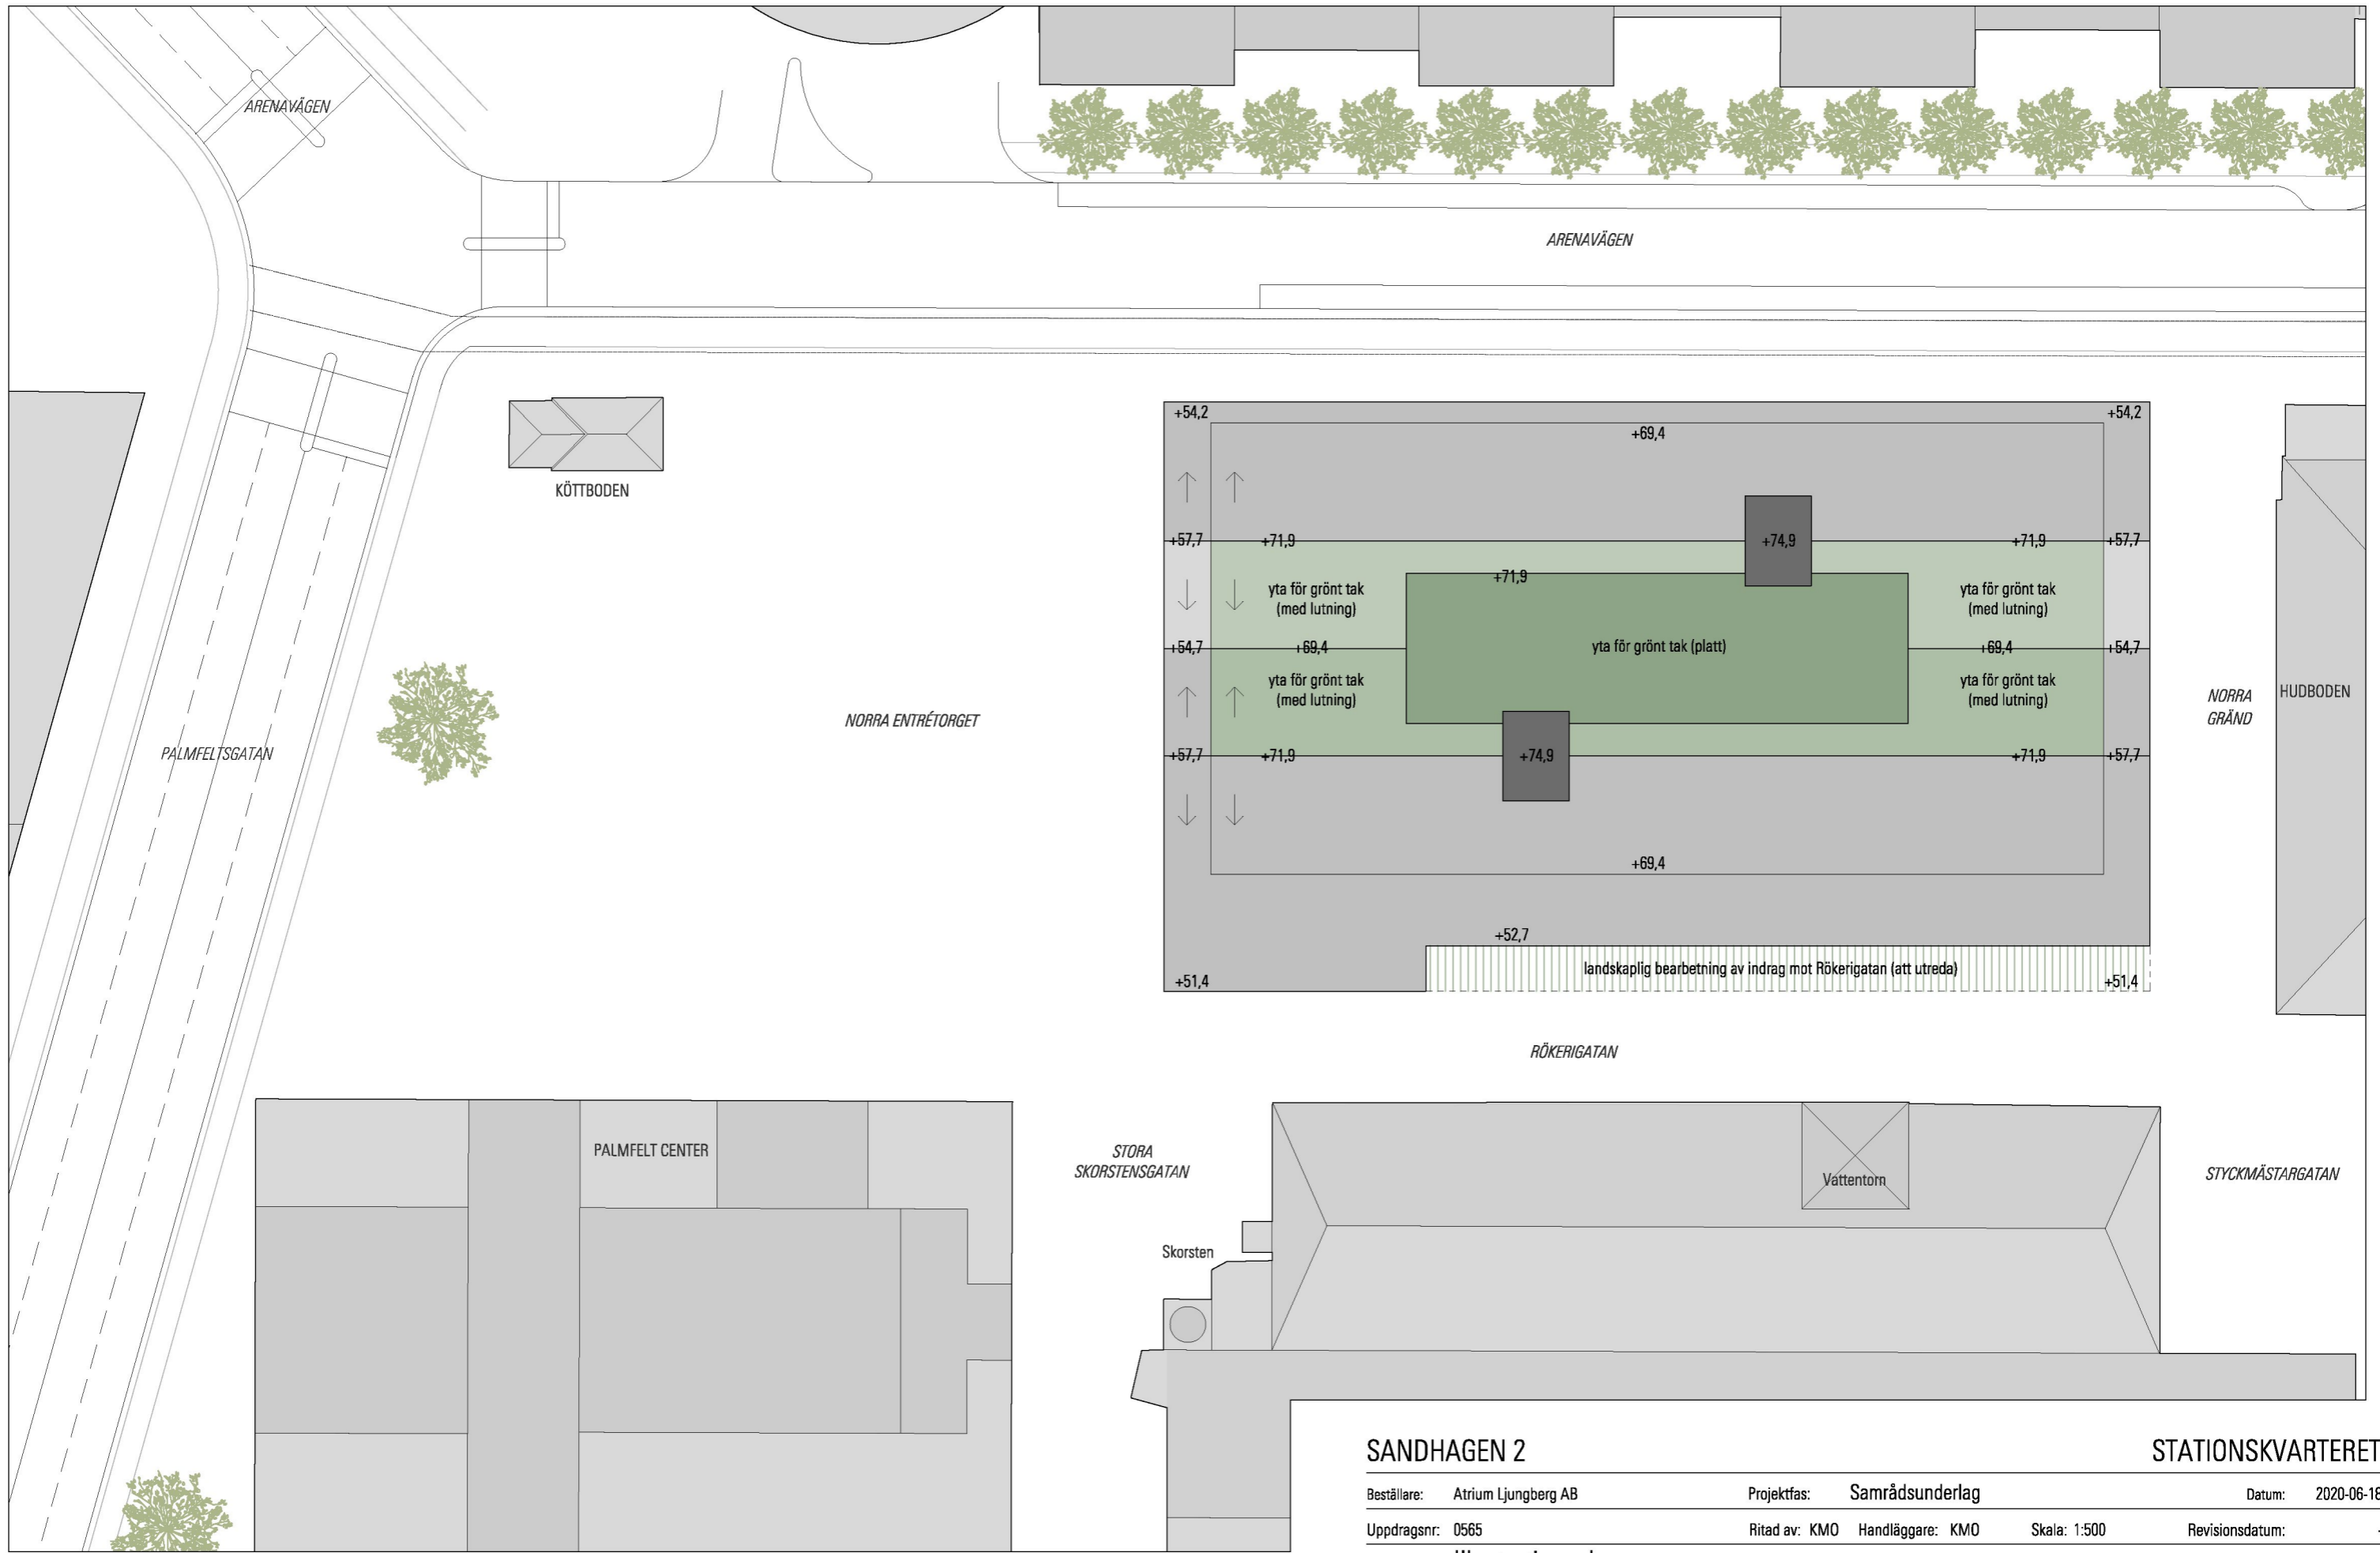 ARENAVÄGEN
ARENAVÄGEN
+54,2
+54,2
+69,4
KÖTTBODEN
+57,7
+71,9
+74,9
+71,9
+57,7
+71,9
yta för grönt tak
(med lutning)
yta för grönt tak
(med lutning)
+54,7
+69,4
yta för grönt tak (platt)
+69,4
+54,7
yta för grönt tak
(med lutning)
yta för grönt tak
(med lutning)
NORRA
GRÄND
HUDBODEN
NORRA ENTRÉTORGET
PALMFELTSGATAN
+57,7
+71,9
+74,9
+71,9
+57,7
+69,4
+52,7
landskaplig bearbetning av indrag mot Rökerigatan (att utreda)
+51,4
+51,4
RÖKERIGATAN
PALMFELT CENTER
STORA
SKORSTENSGATAN
Vattentorn
STYCKMÄSTARGATAN
Skorsten
SANDHAGEN 2
STATIONSKVARTERET
Beställare: Atrium Ljungberg AB Projektfas: Samrådsunderlag Datum: 2020-06-18
Uppdragsnr: 0565 Ritad av: KMO Handläggare: KMO Skala: 1:500 Revisionsdatum: